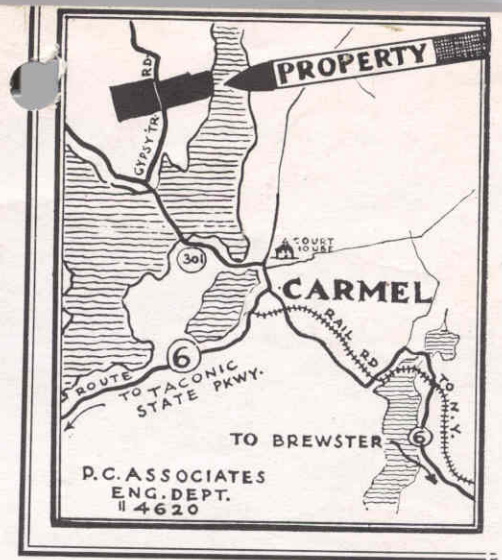 PROPERTY
GYPSY TR. RD.
301
COURT
HOUSE
CARMEL
RAIL RD
TO N.Y.
6
ROUTE
TO TACONIC
STATE PKWY.
6
TO BREWSTER
P.C. ASSOCIATES
ENG. DEPT.
# 4620